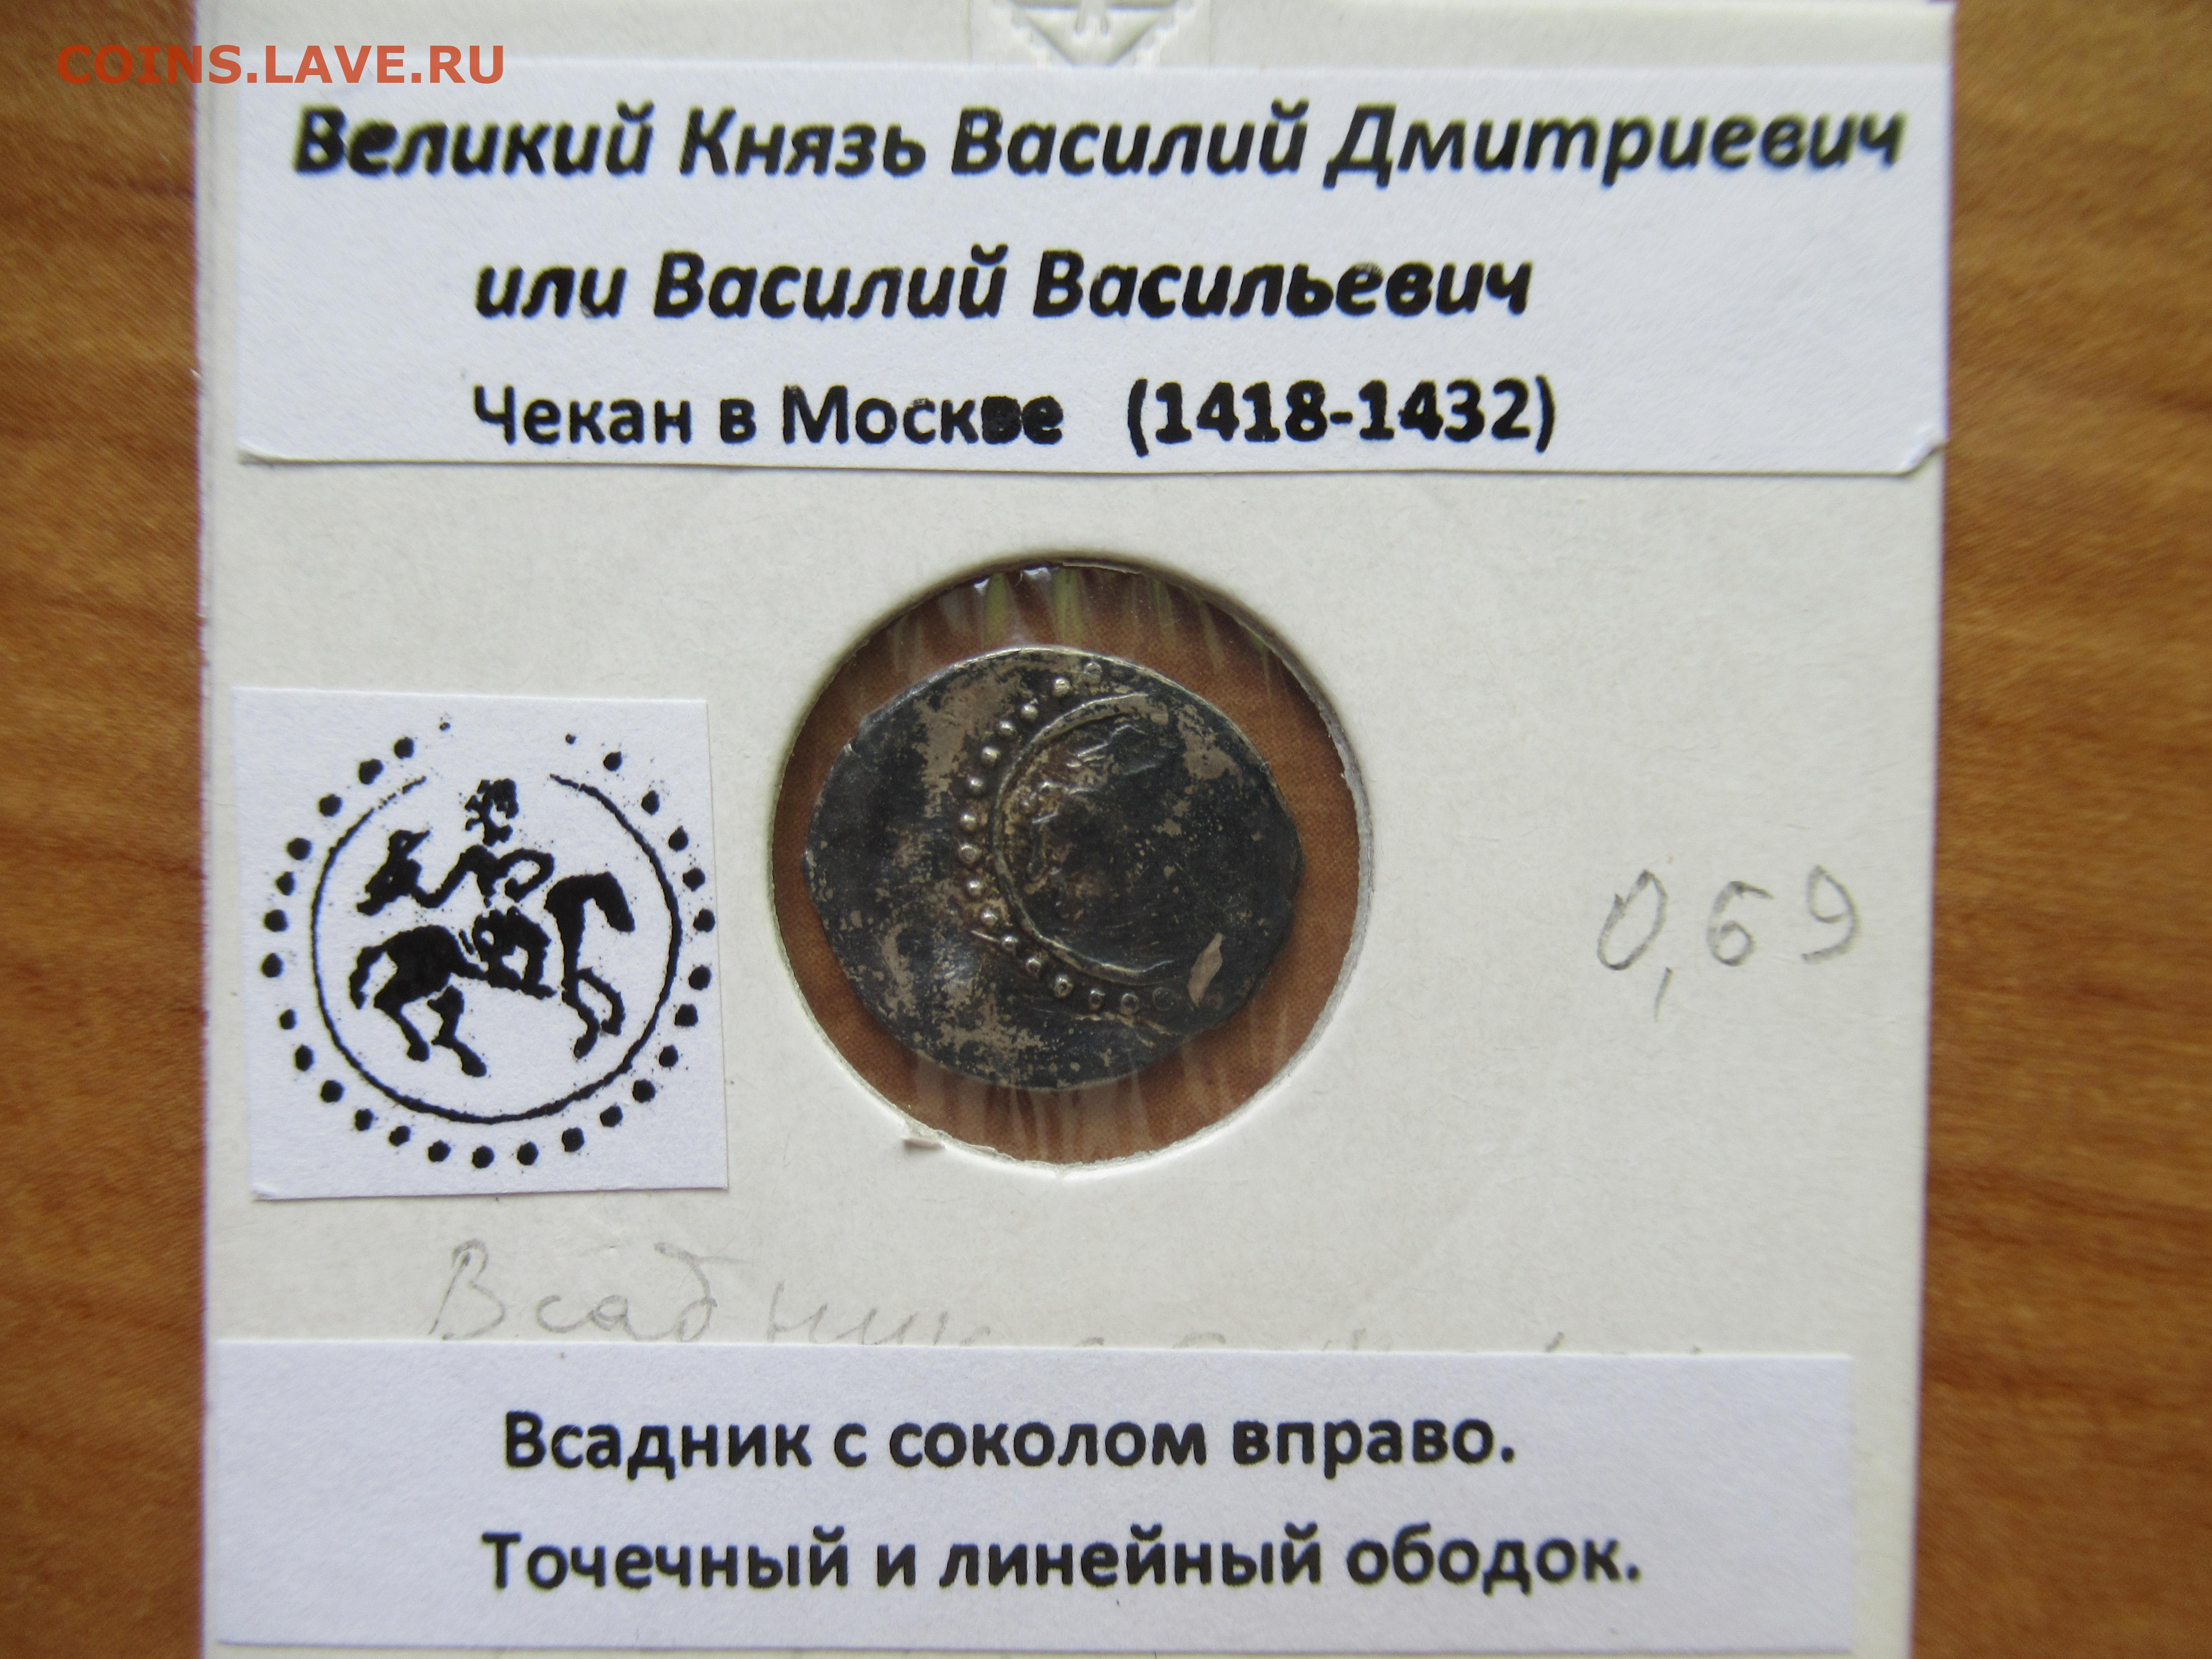 COINS.LAVE.RU
Великий Князь Василий Дмитриевич
или Василий Васильевич
Чекан в Москве (1418-1432)
0,69
Всадник
Всадник с соколом вправо.
Точечный и линейный ободок.